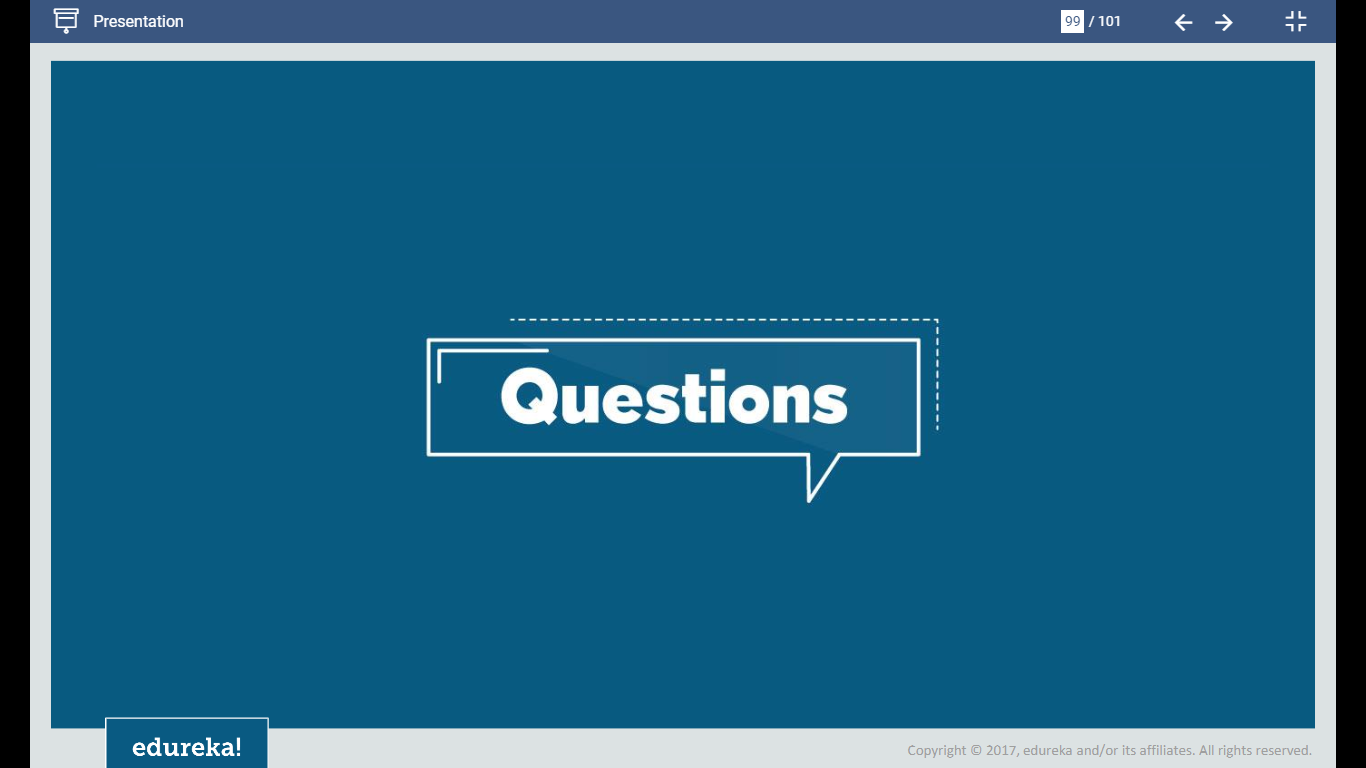 Presentation
99 / 101
Questions
edureka!
Copyright © 2017, edureka and/or its affiliates. All rights reserved.